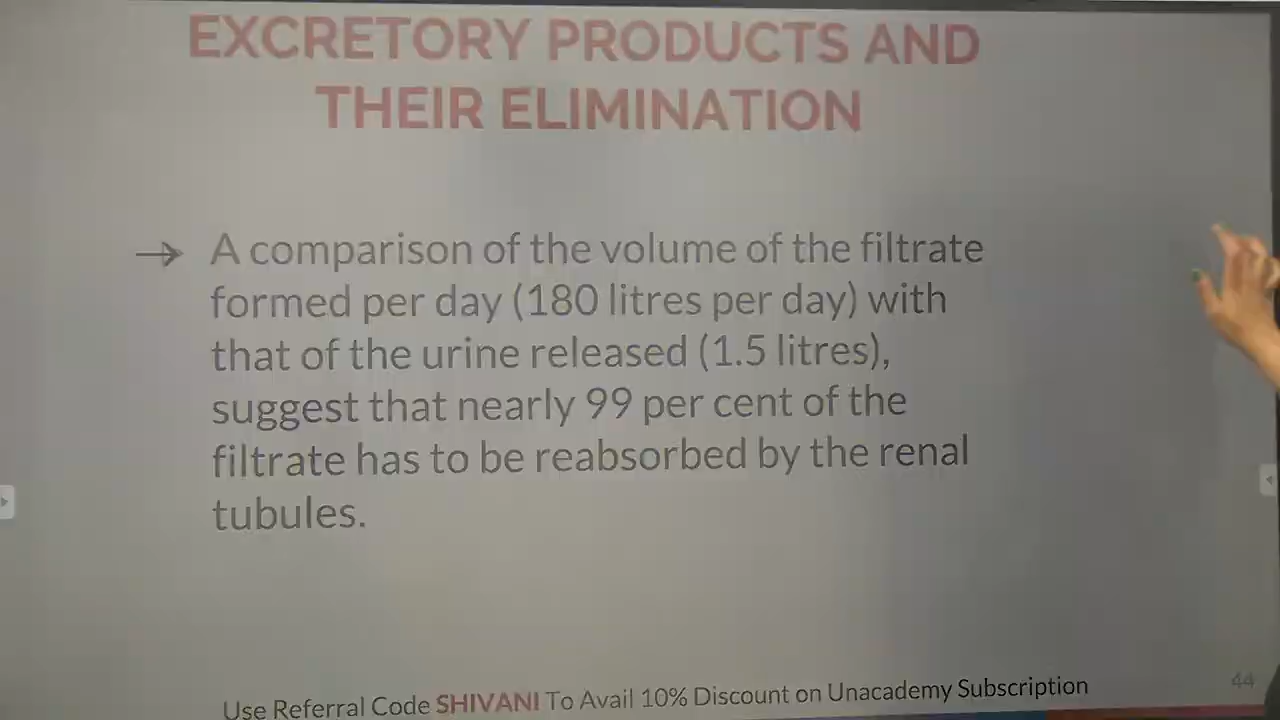 EXCRETORY PRODUCTS AND
THEIR ELIMINATION
→ A comparison of the volume of the filtrate
formed per day (180 litres per day) with
that of the urine released (1.5 litres),
suggest that nearly 99 per cent of the
filtrate has to be reabsorbed by the renal
tubules.
44
Use Referral Code SHIVANI To Avail 10% Discount on Unacademy Subscription